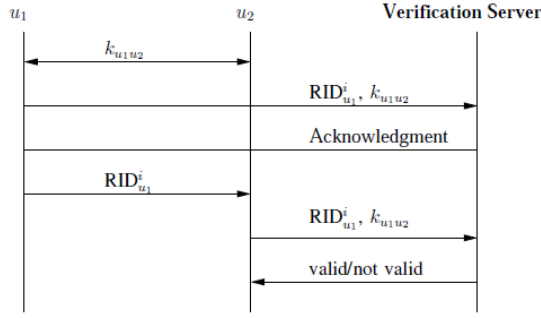 u₁ u₂ Verification Server
k_{u₁u₂}
RID^i_{u₁}, k_{u₁u₂}
Acknowledgment
RID^i_{u₁}
RID^i_{u₁}, k_{u₁u₂}
valid/not valid